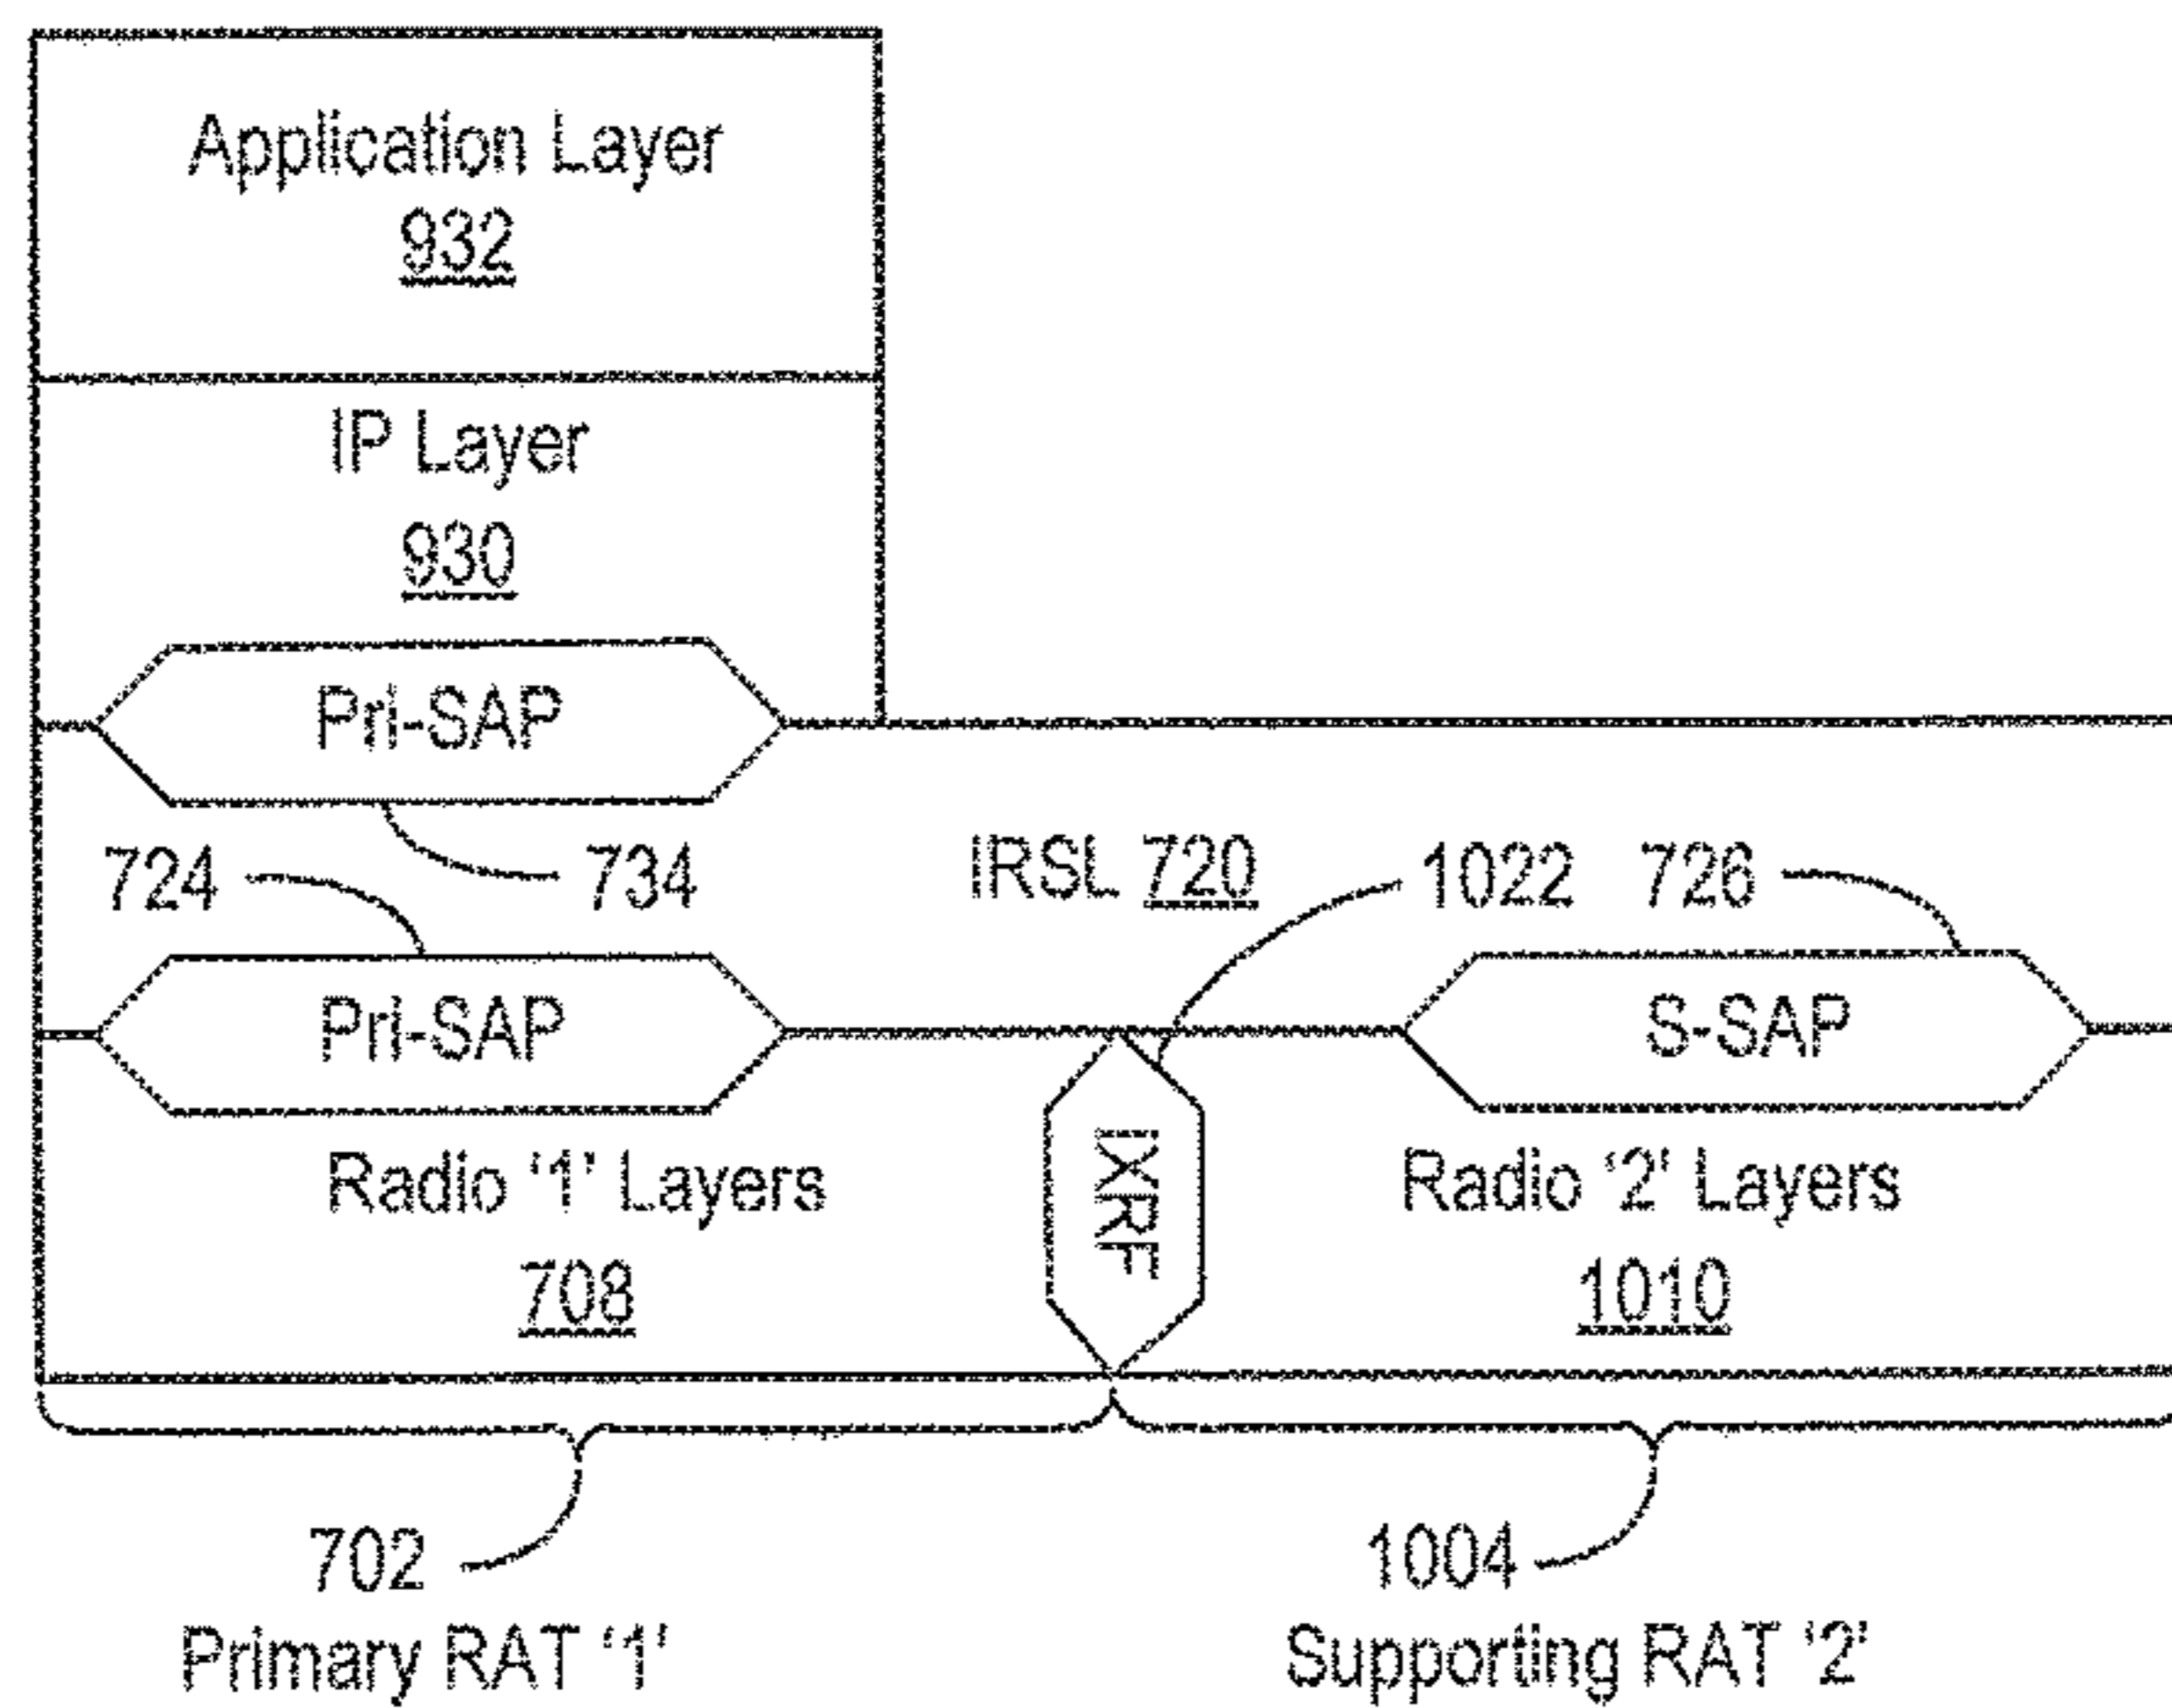 Application Layer
932
IP Layer
930
Pri-SAP
724
734
IRSL 720
1022
726
Pri-SAP
S-SAP
IXRF
Radio ‘1’ Layers
708
Radio ‘2’ Layers
1010
702
Primary RAT ‘1’
1004
Supporting RAT ‘2’